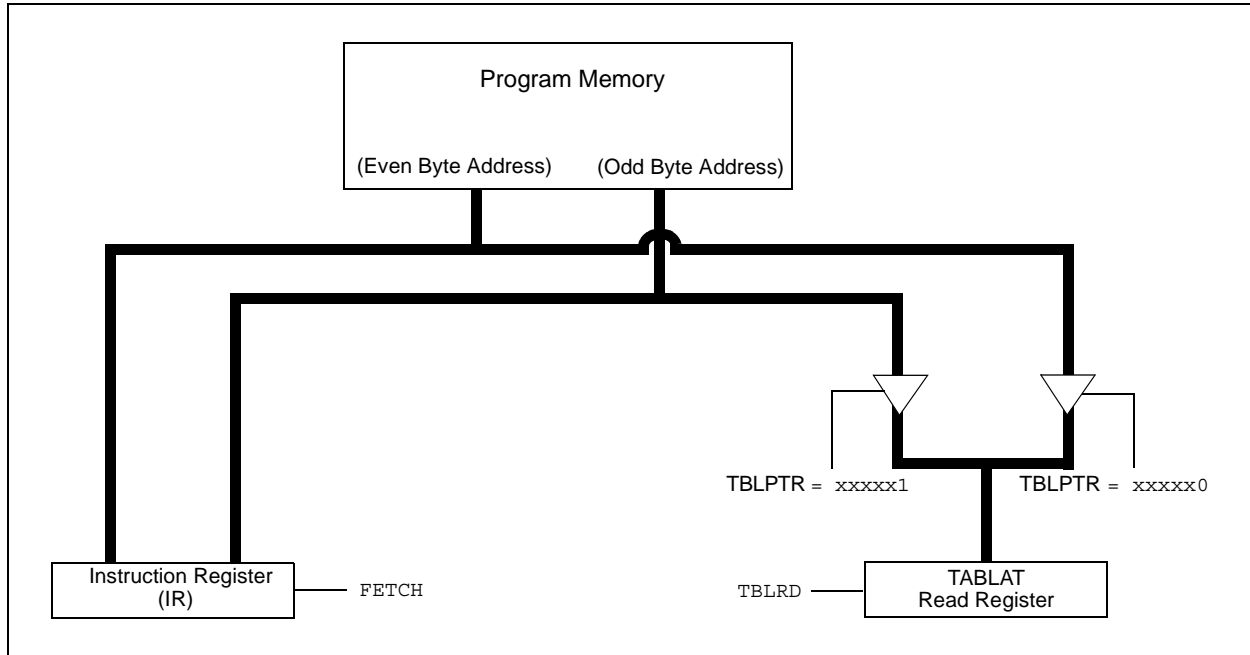 Program Memory
(Even Byte Address)
(Odd Byte Address)
TBLPTR = xxxxx1
TBLPTR = xxxxx0
Instruction Register
(IR)
FETCH
TBLRD
TABLAT
Read Register